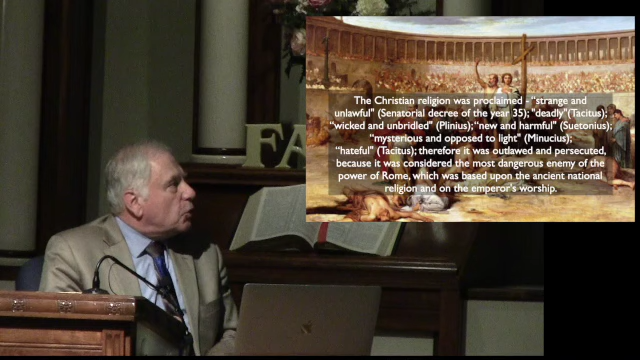 The Christian religion was proclaimed - "strange and
unlawful" (Senatorial decree of the year 35); "deadly"(Tacitus);
"wicked and unbridled" (Plinius); "new and harmful" (Suetonius);
"mysterious and opposed to light" (Minucius);
"hateful" (Tacitus); therefore it was outlawed and persecuted,
because it was considered the most dangerous enemy of the
power of Rome, which was based upon the ancient national
religion and on the emperor's worship.
FA